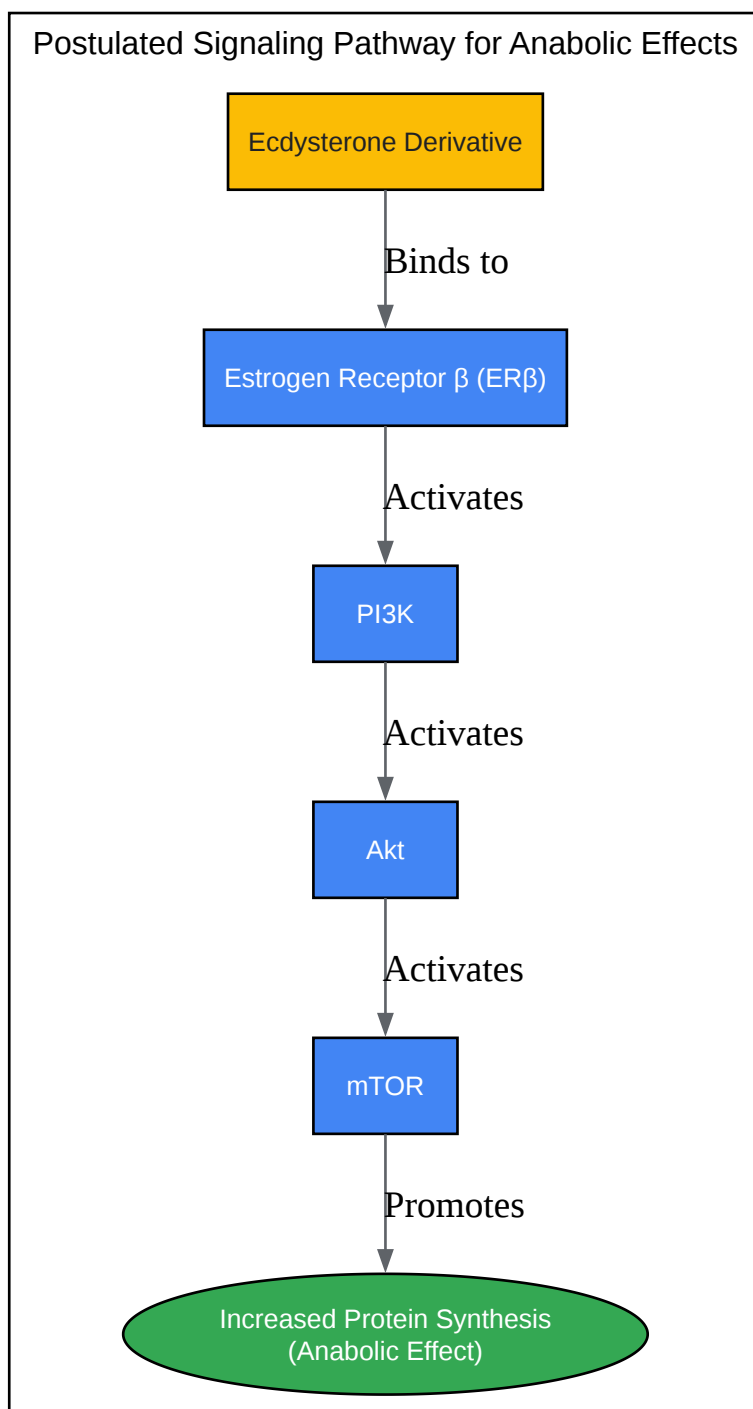 Postulated Signaling Pathway for Anabolic Effects
Ecdysterone Derivative
Binds to
Estrogen Receptor β (ERβ)
Activates
PI3K
Activates
Akt
Activates
mTOR
Promotes
Increased Protein Synthesis
(Anabolic Effect)